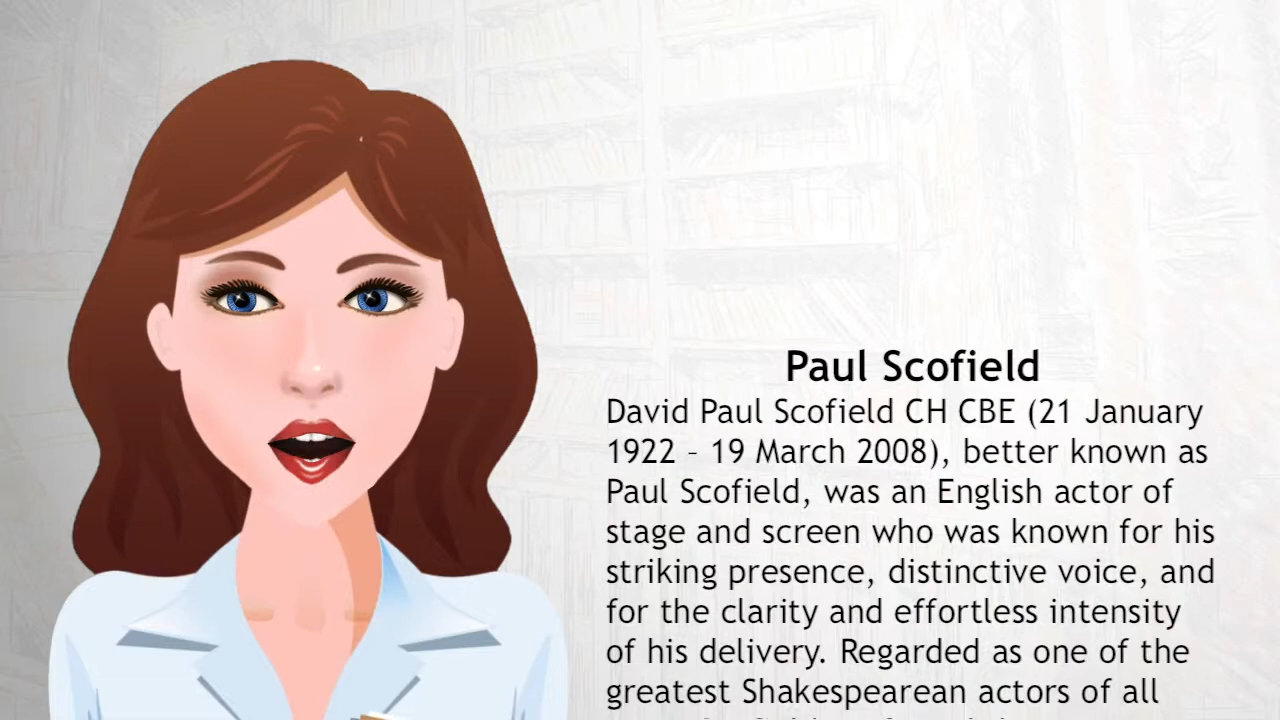 Paul Scofield
David Paul Scofield CH CBE (21 January
1922 – 19 March 2008), better known as
Paul Scofield, was an English actor of
stage and screen who was known for his
striking presence, distinctive voice, and
for the clarity and effortless intensity
of his delivery. Regarded as one of the
greatest Shakespearean actors of all